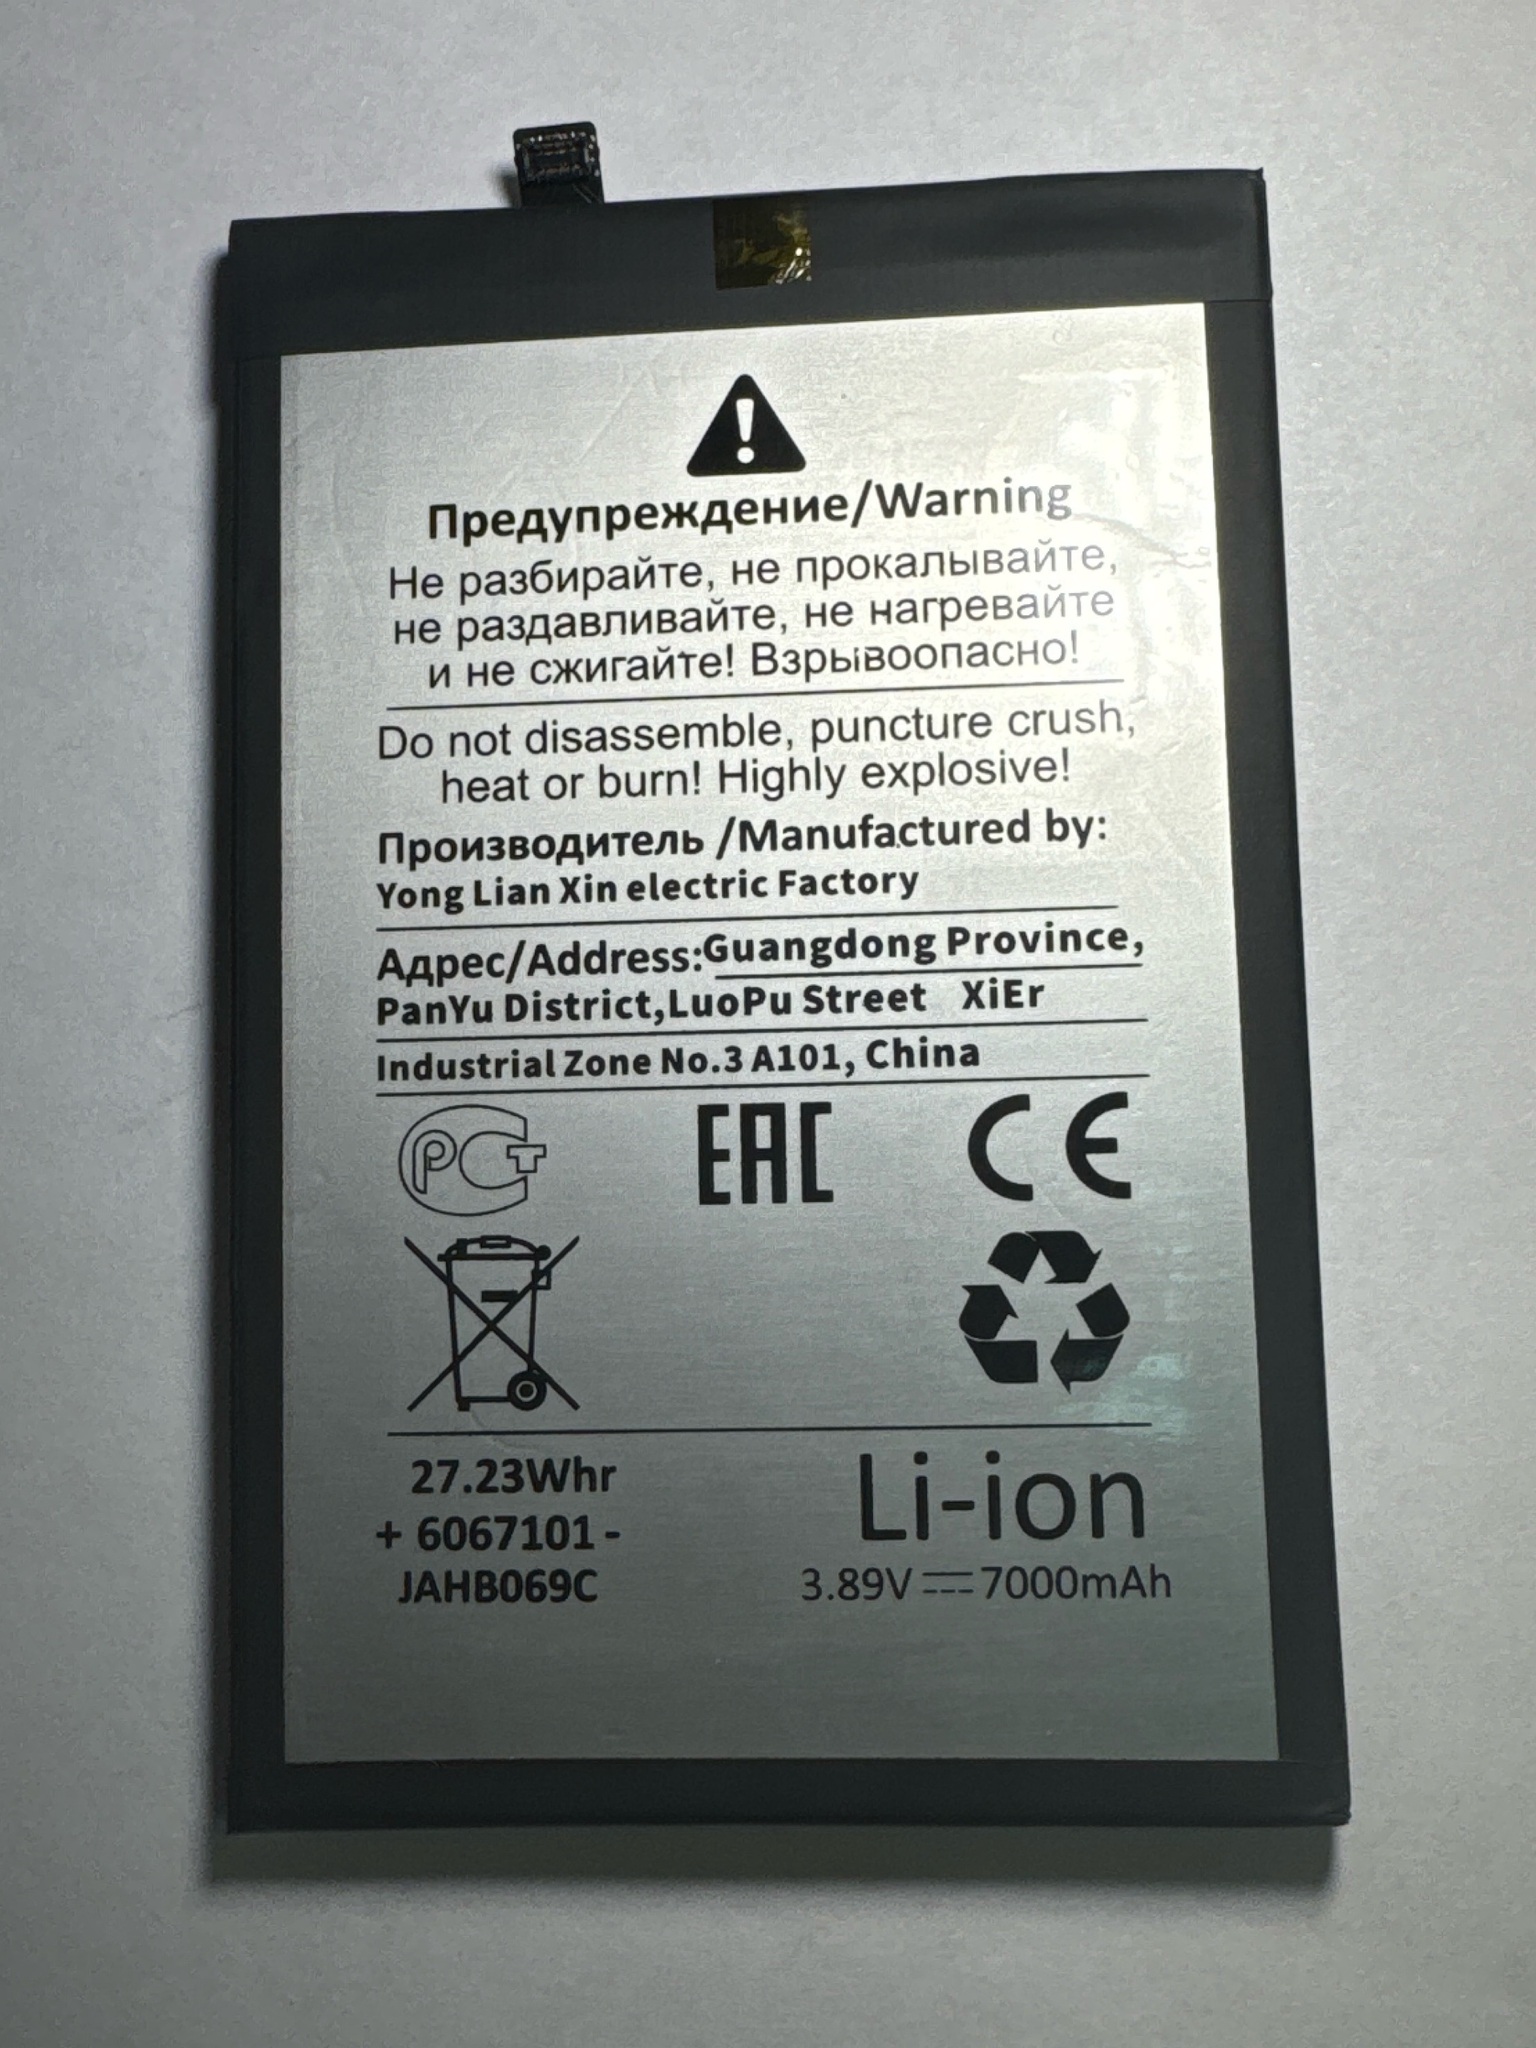 Предупреждение/Warning
Не разбирайте, не прокалывайте,
не раздавливайте, не нагревайте
и не сжигайте! Взрывоопасно!
Do not disassemble, puncture crush,
heat or burn! Highly explosive!
Производитель /Manufactured by:
Yong Lian Xin electric Factory
Адрес/Address:Guangdong Province,
PanYu District,LuoPu Street XiEr
Industrial Zone No.3 A101, China
РСТ EAC CE
27.23Whr
+ 6067101-
JAHB069C
Li-ion
3.89V⎓7000mAh